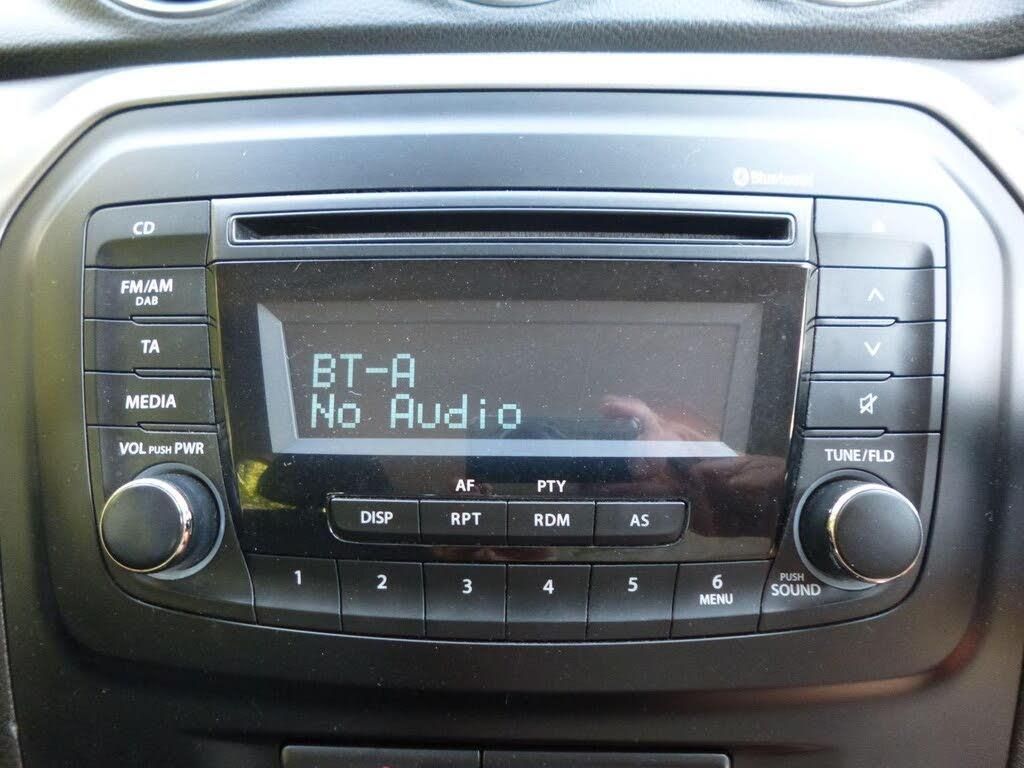 Bluetooth
CD
FM/AM
DAB
TA
MEDIA
VOL PUSH PWR
BT-A
No Audio
AF PTY
DISP RPT RDM AS
1 2 3 4 5 6
MENU
TUNE/FLD
PUSH
SOUND